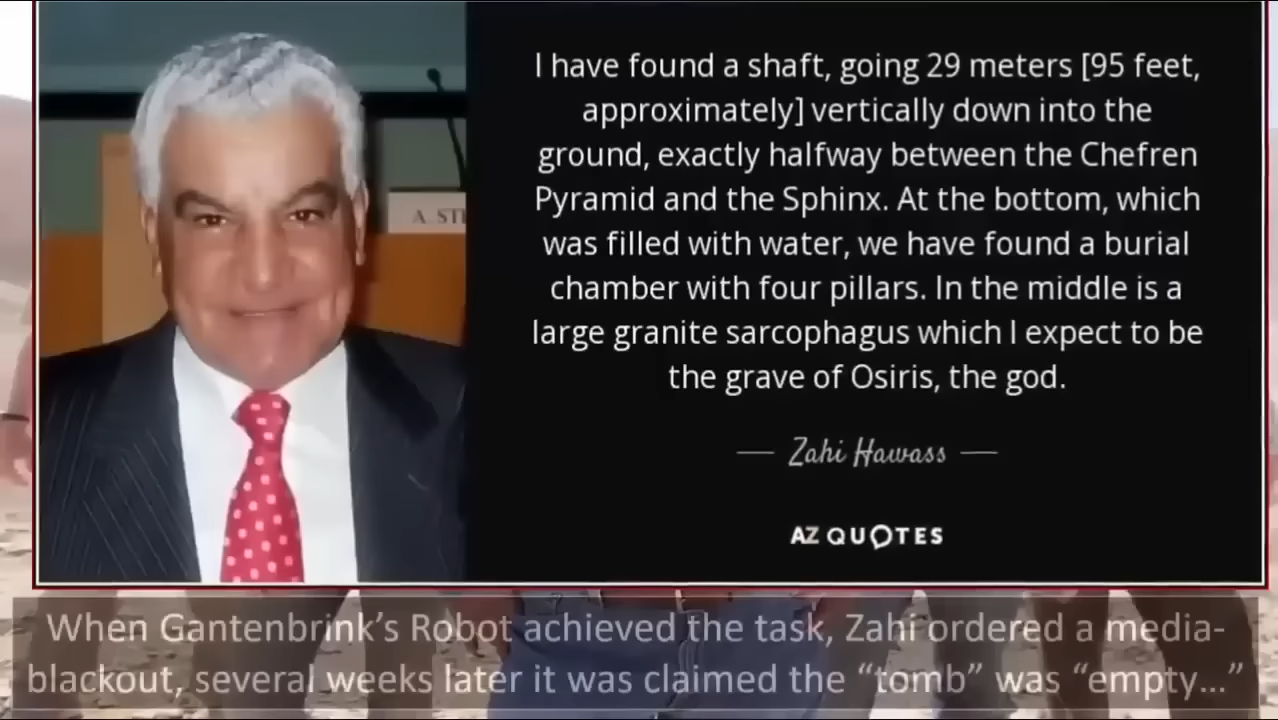 I have found a shaft, going 29 meters [95 feet,
approximately] vertically down into the
ground, exactly halfway between the Chefren
Pyramid and the Sphinx. At the bottom, which
was filled with water, we have found a burial
chamber with four pillars. In the middle is a
large granite sarcophagus which I expect to be
the grave of Osiris, the god.
— Zahi Hawass —
AZ QUOTES
A. STE
When Gantenbrink’s Robot achieved the task, Zahi ordered a media-
blackout, several weeks later it was claimed the “tomb” was “empty...”